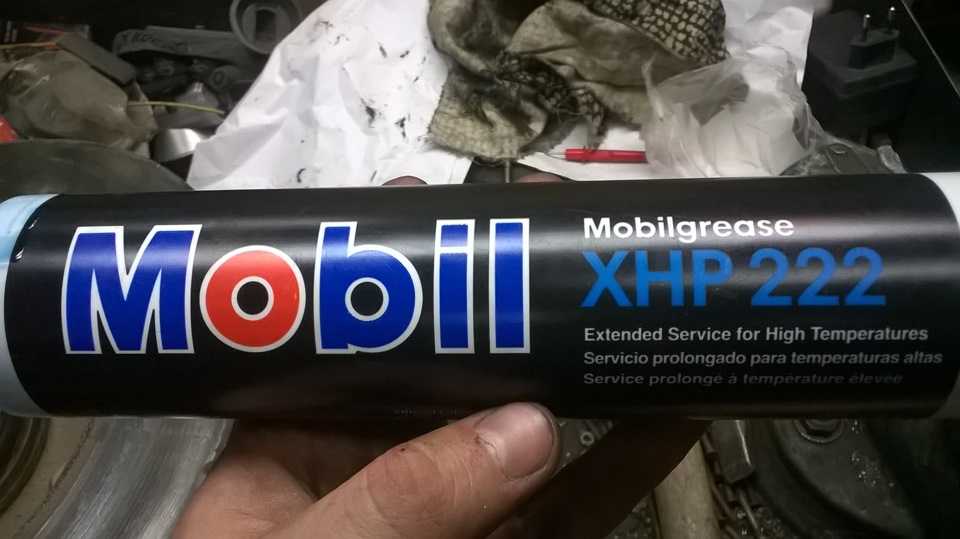 Mobil
Mobilgrease
XHP 222
Extended Service for High Temperatures
Servicio prolongado para temperaturas altas
Service prolongé à température élevée